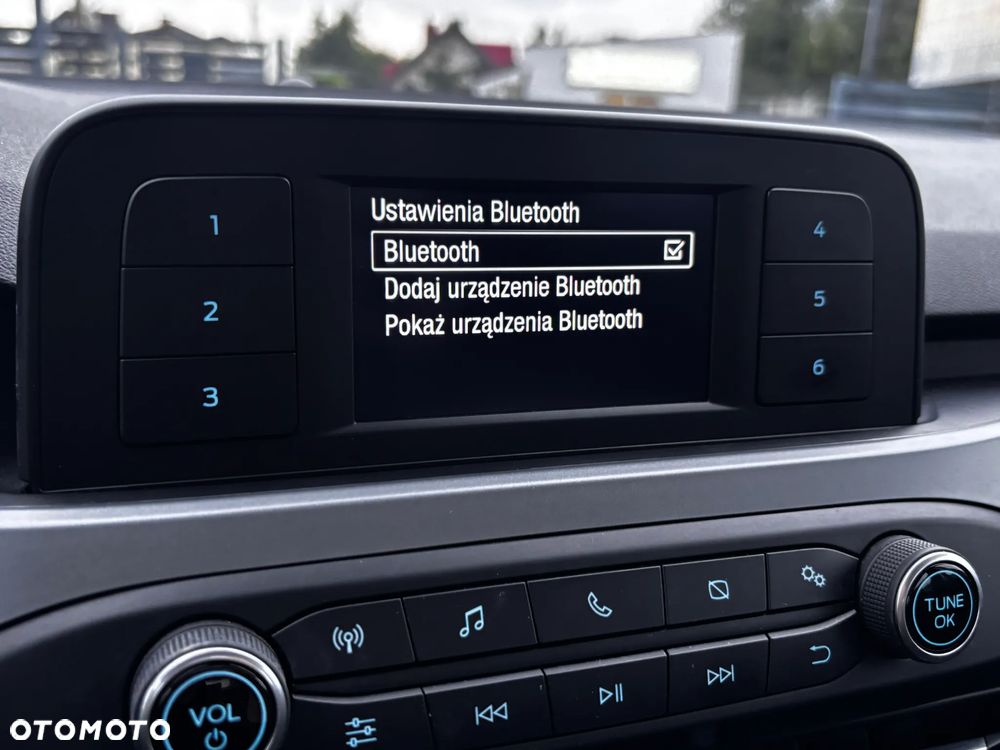 Ustawienia Bluetooth
Bluetooth
Dodaj urządzenie Bluetooth
Pokaż urządzenia Bluetooth
1
2
3
4
5
6
TUNE
OK
VOL
OTOMOTO